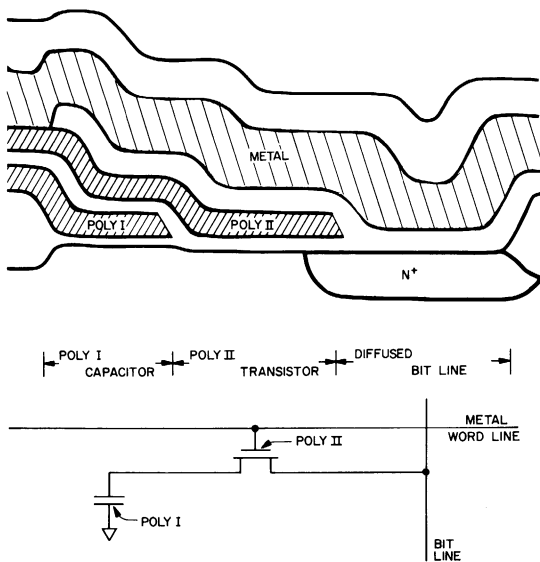 METAL
POLY I
POLY II
N+
POLY I
CAPACITOR
POLY II
TRANSISTOR
DIFFUSED
BIT LINE
METAL
WORD LINE
POLY II
POLY I
BIT
LINE